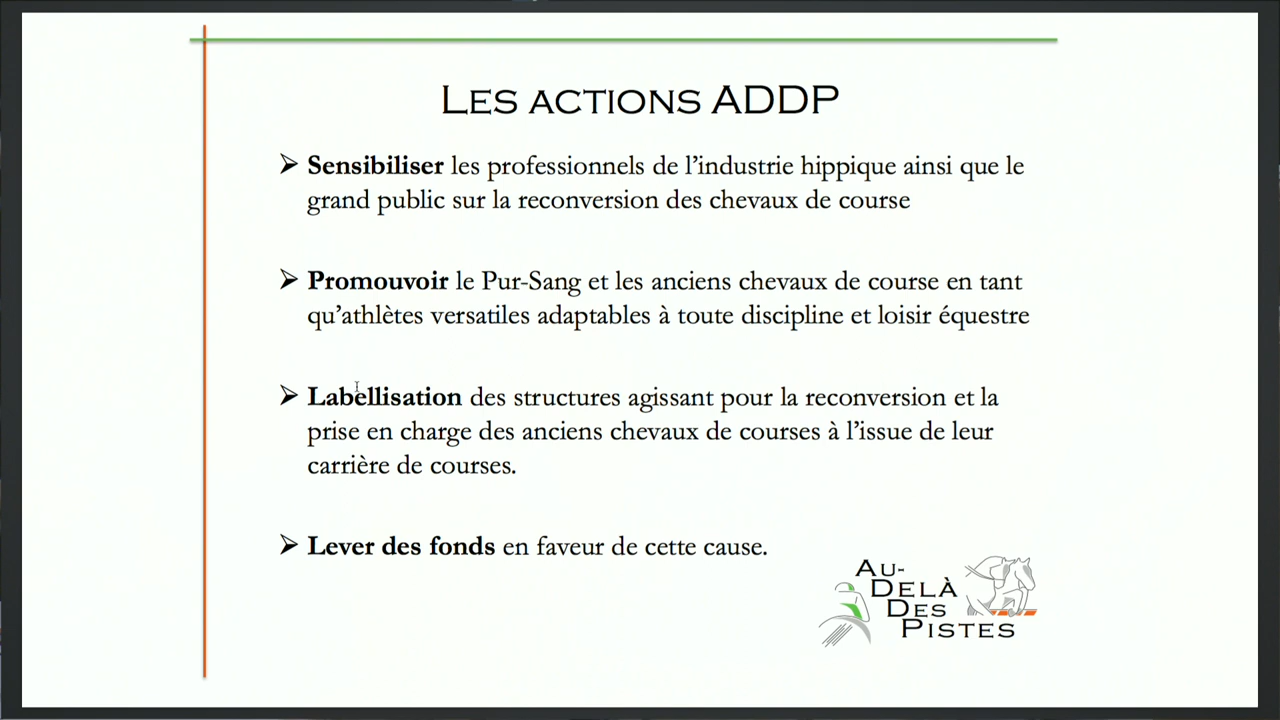 LES ACTIONS ADDP
➢ Sensibiliser les professionnels de l'industrie hippique ainsi que le
grand public sur la reconversion des chevaux de course
➢ Promouvoir le Pur-Sang et les anciens chevaux de course en tant
qu'athlètes versatiles adaptables à toute discipline et loisir équestre
➢ Labellisation des structures agissant pour la reconversion et la
prise en charge des anciens chevaux de courses à l'issue de leur
carrière de courses.
➢ Lever des fonds en faveur de cette cause.
AU-
DELÀ
DES
PISTES